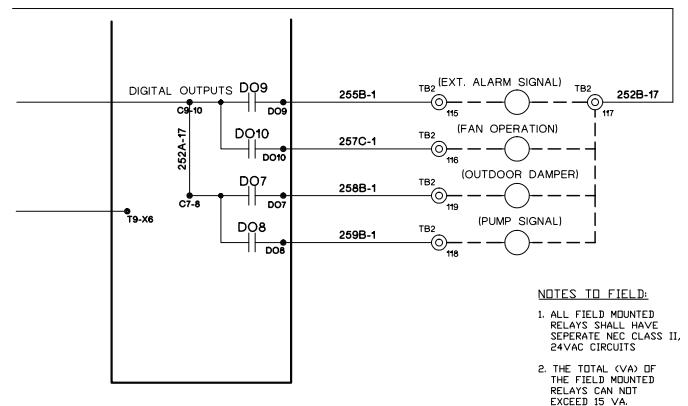 DIGITAL OUTPUTS
C9-10
DO9
DO9
255B-1
TB2
115
(EXT. ALARM SIGNAL)
TB2
117
252B-17
252A-17
DO10
DO10
257C-1
TB2
116
(FAN OPERATION)
C7-8
DO7
DO7
258B-1
TB2
119
(OUTDOOR DAMPER)
T9-X6
DO8
DO8
259B-1
TB2
118
(PUMP SIGNAL)
NOTES TO FIELD:
1. ALL FIELD MOUNTED
RELAYS SHALL HAVE
SEPERATE NEC CLASS II,
24VAC CIRCUITS
2. THE TOTAL (VA) OF
THE FIELD MOUNTED
RELAYS CAN NOT
EXCEED 15 VA.